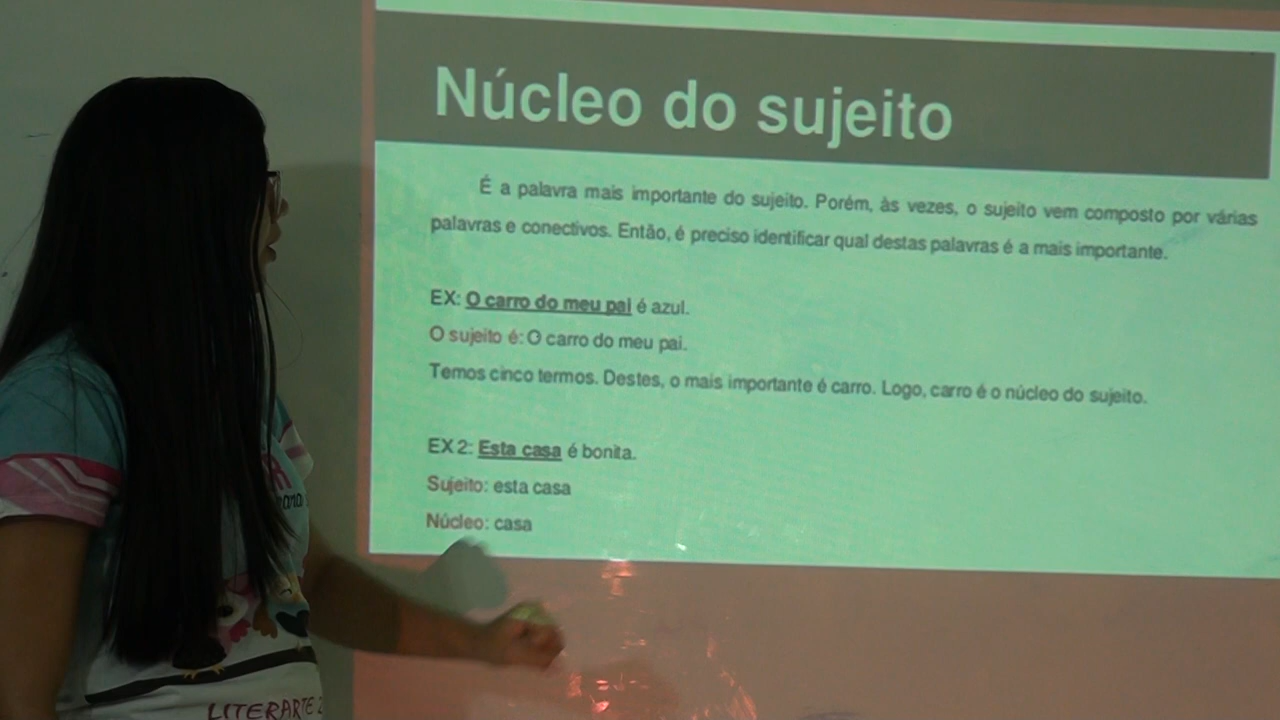 Núcleo do sujeito
É a palavra mais importante do sujeito. Porém, às vezes, o sujeito vem composto por várias
palavras e conectivos. Então, é preciso identificar qual destas palavras é a mais importante.
EX: O carro do meu pai é azul.
O sujeito é: O carro do meu pai.
Temos cinco termos. Destes, o mais importante é carro. Logo, carro é o núcleo do sujeito.
EX 2: Esta casa é bonita.
Sujeito: esta casa
Núcleo: casa
LITERARTE